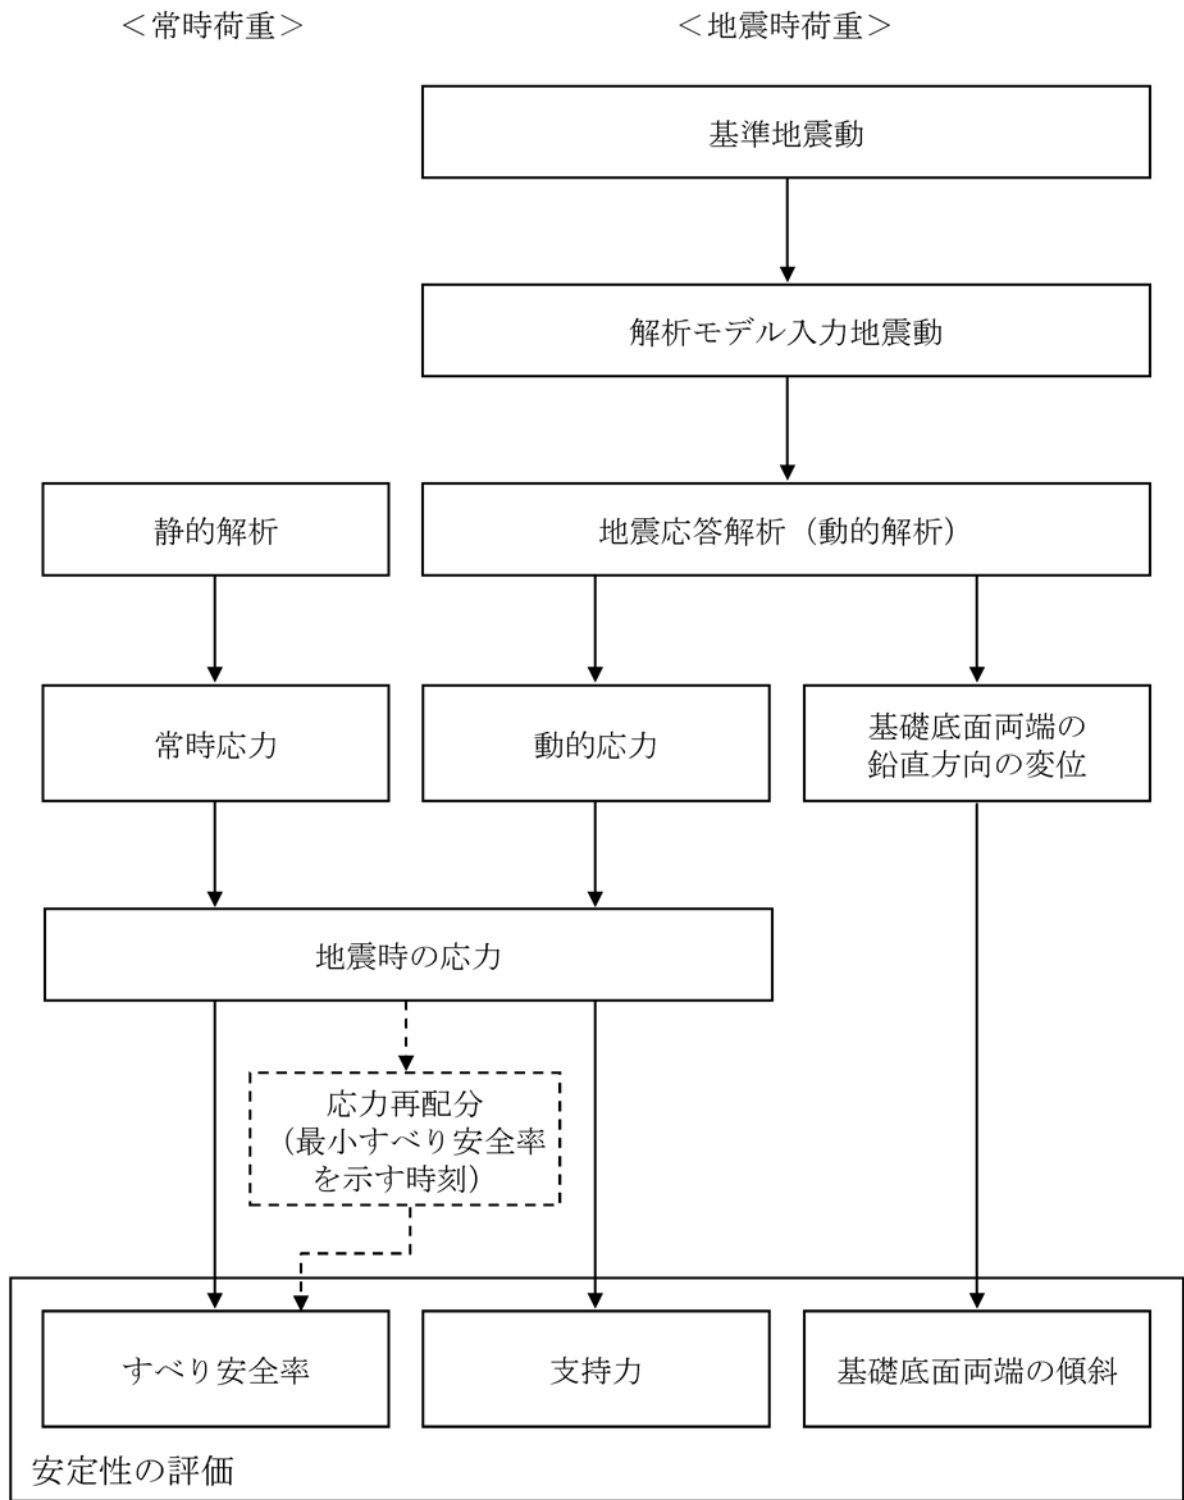 ＜常時荷重＞
＜地震時荷重＞
基準地震動
解析モデル入力地震動
静的解析
地震応答解析（動的解析）
常時応力
動的応力
基礎底面両端の
鉛直方向の変位
地震時の応力
応力再配分
（最小すべり安全率
を示す時刻）
すべり安全率
支持力
基礎底面両端の傾斜
安定性の評価